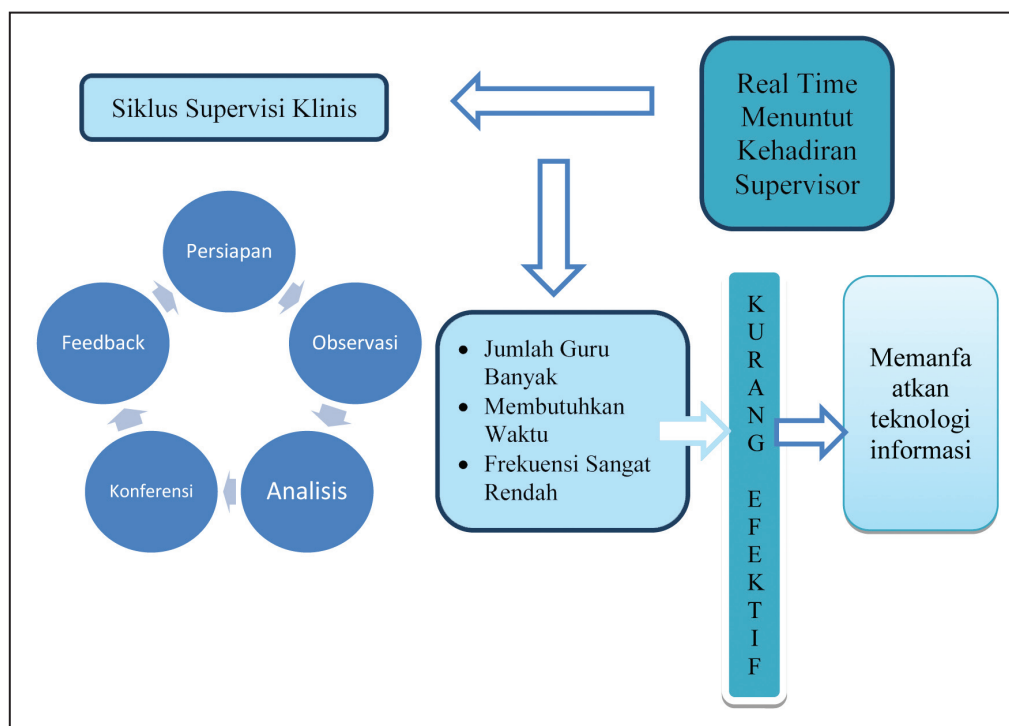 Siklus Supervisi Klinis
Real Time
Menuntut
Kehadiran
Supervisor
Persiapan
Observasi
Analisis
Konferensi
Feedback
• Jumlah Guru
Banyak
• Membutuhkan
Waktu
• Frekuensi Sangat
Rendah
K
U
R
A
N
G
E
F
E
K
T
I
F
Memanfa
atkan
teknologi
informasi